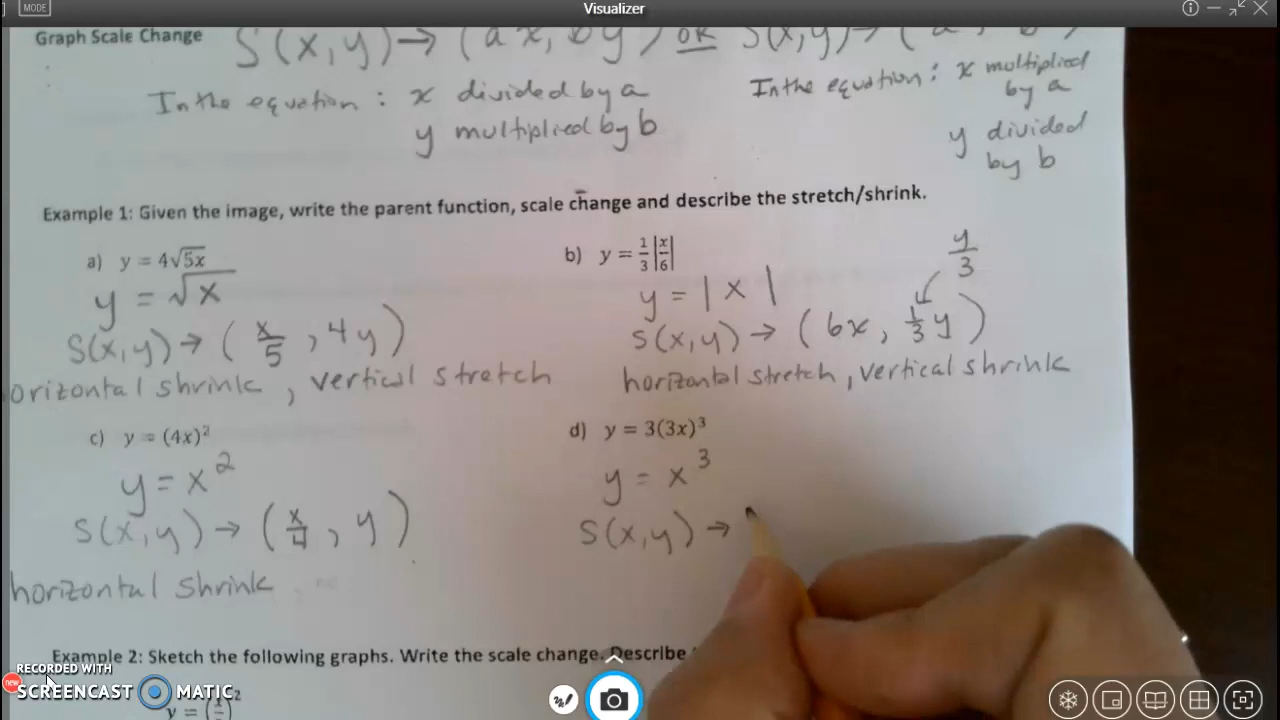 MODE
Visualizer
Graph Scale Change S(x,y) → (ax, by) OR S(x,y) →
In the equation : x divided by a
y multiplied by b
In the equation : x multiplied
by a
y divided
by b
Example 1: Given the image, write the parent function, scale change and describe the stretch/shrink.
a) y = 4√5x
y = √x
S(x,y) → (x/5, 4y)
orizontal shrink, vertical stretch
b) y = 1/3|x/6|
y/3
y = |x|
S(x,y) → (6x, 1/3 y)
horizontal stretch, vertical shrink
c) y = (4x)²
y = x²
S(x,y) → (x/4, y)
horizontal shrink
d) y = 3(3x)³
y = x³
S(x,y) →
Example 2: Sketch the following graphs. Write the scale change. Describe
RECORDED WITH
new
SCREENCAST MATIC